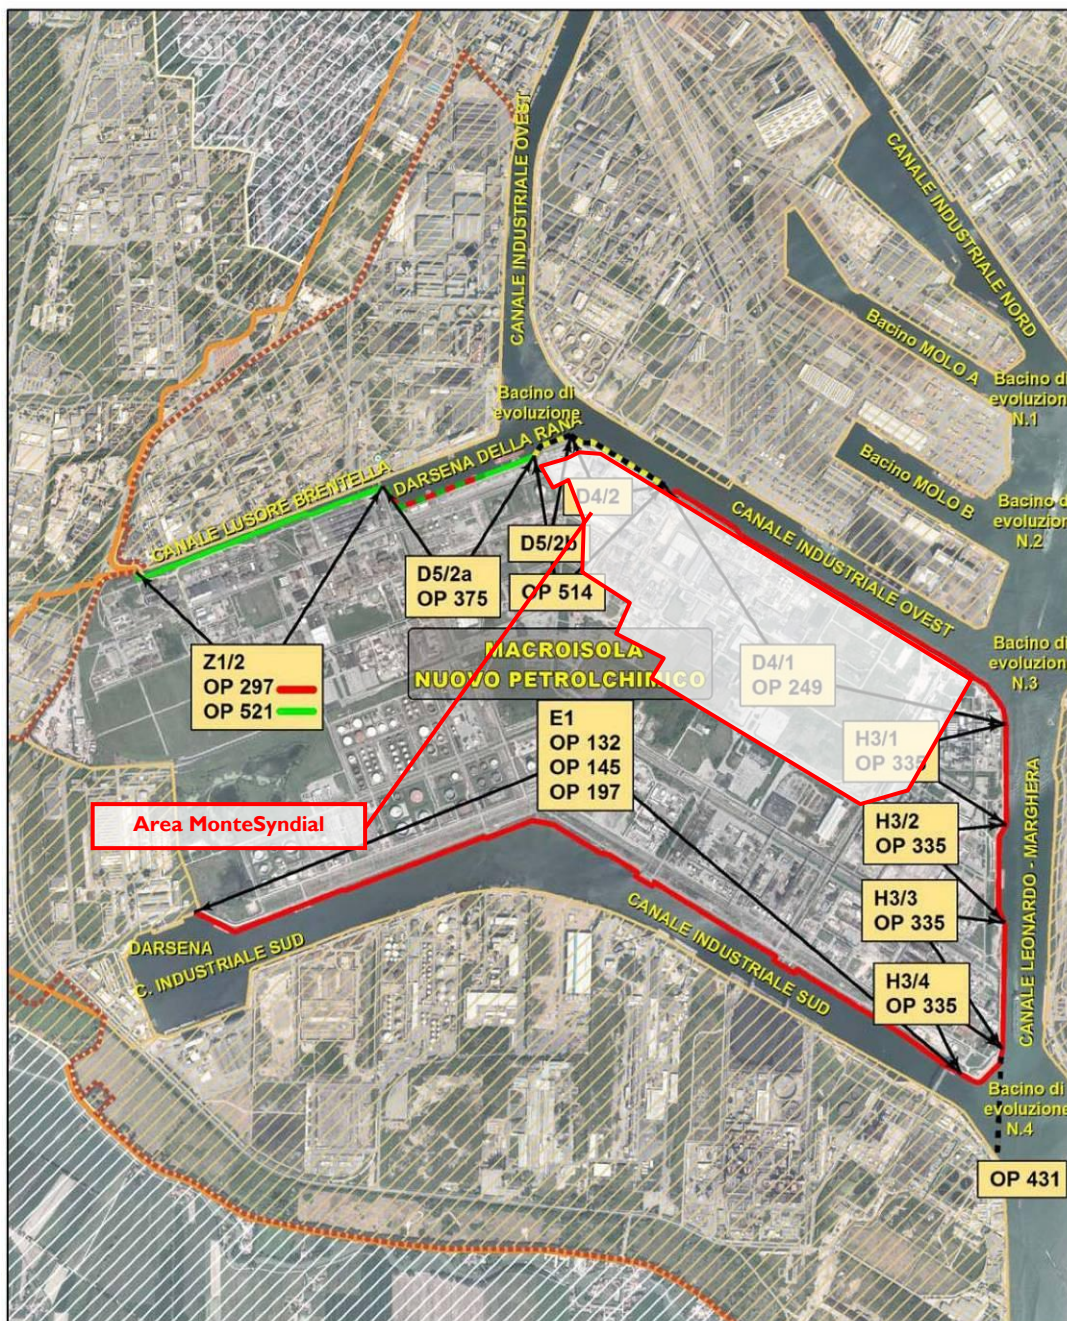 CANALE INDUSTRIALE OVEST
CANALE INDUSTRIALE NORD
Bacino MOLO A
Bacino di
evoluzione
N.1
Bacino di
evoluzione
DARSENA DELLA RANA
CANALE LUSORE BRENTELLA
Bacino MOLO B
Bacino di
evoluzione
N.2
D4/2
D5/2b
OP 514
D5/2a
OP 375
CANALE INDUSTRIALE OVEST
Z1/2
OP 297
OP 521
MACROISOLA
NUOVO PETROLCHIMICO
D4/1
OP 249
Bacino di
evoluzione
N.3
E1
OP 132
OP 145
OP 197
H3/1
OP 335
Area MonteSyndial
H3/2
OP 335
CANALE LEONARDO - MARGHERA
H3/3
OP 335
DARSENA
C. INDUSTRIALE SUD
CANALE INDUSTRIALE SUD
H3/4
OP 335
Bacino di
evoluzione
N.4
OP 431